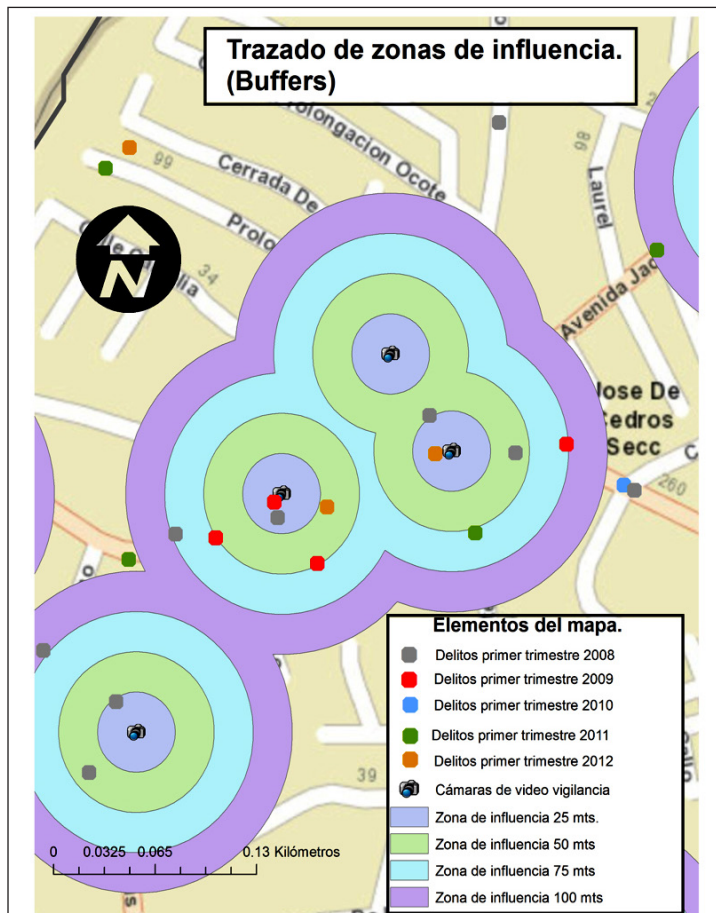 Trazado de zonas de influencia.
(Buffers)
Prolongacion Ocote
Cerrada De
99
98
Laurel
34
Avenida Jac
Jose De
Cedros
Secc
260
39
N
Elementos del mapa.
Delitos primer trimestre 2008
Delitos primer trimestre 2009
Delitos primer trimestre 2010
Delitos primer trimestre 2011
Delitos primer trimestre 2012
Cámaras de video vigilancia
Zona de influencia 25 mts.
Zona de influencia 50 mts
Zona de influencia 75 mts
Zona de influencia 100 mts
0 0.0325 0.065 0.13 Kilómetros